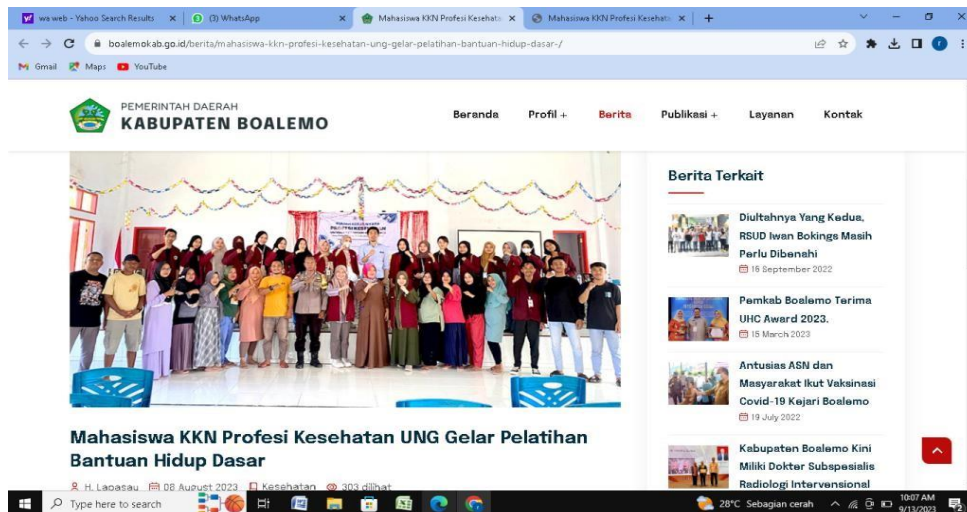 wa web - Yahoo Search Results
(3) WhatsApp
Mahasiswa KKN Profesi Kesehata
Mahasiswa KKN Profesi Kesehata
boalemokab.go.id/berita/mahasiswa-kkn-profesi-kesehatan-ung-gelar-pelatihan-bantuan-hidup-dasar-/
Gmail Maps YouTube
PEMERINTAH DAERAH
KABUPATEN BOALEMO
Beranda Profil + Berita Publikasi + Layanan Kontak
Berita Terkait
Diultahnya Yang Kedua,
RSUD Iwan Bokings Masih
Perlu Dibenahi
16 September 2022
Pemkab Boalemo Terima
UHC Award 2023.
15 March 2023
Antusias ASN dan
Masyarakat Ikut Vaksinasi
Covid-19 Kejari Boalemo
19 July 2022
Kabupaten Boalemo Kini
Miliki Dokter Subspesialis
Radiologi Intervensional
Mahasiswa KKN Profesi Kesehatan UNG Gelar Pelatihan
Bantuan Hidup Dasar
H. Lapasau 08 August 2023 Kesehatan 303 dilihat
Type here to search
28°C Sebagian cerah
10:07 AM
9/13/2023